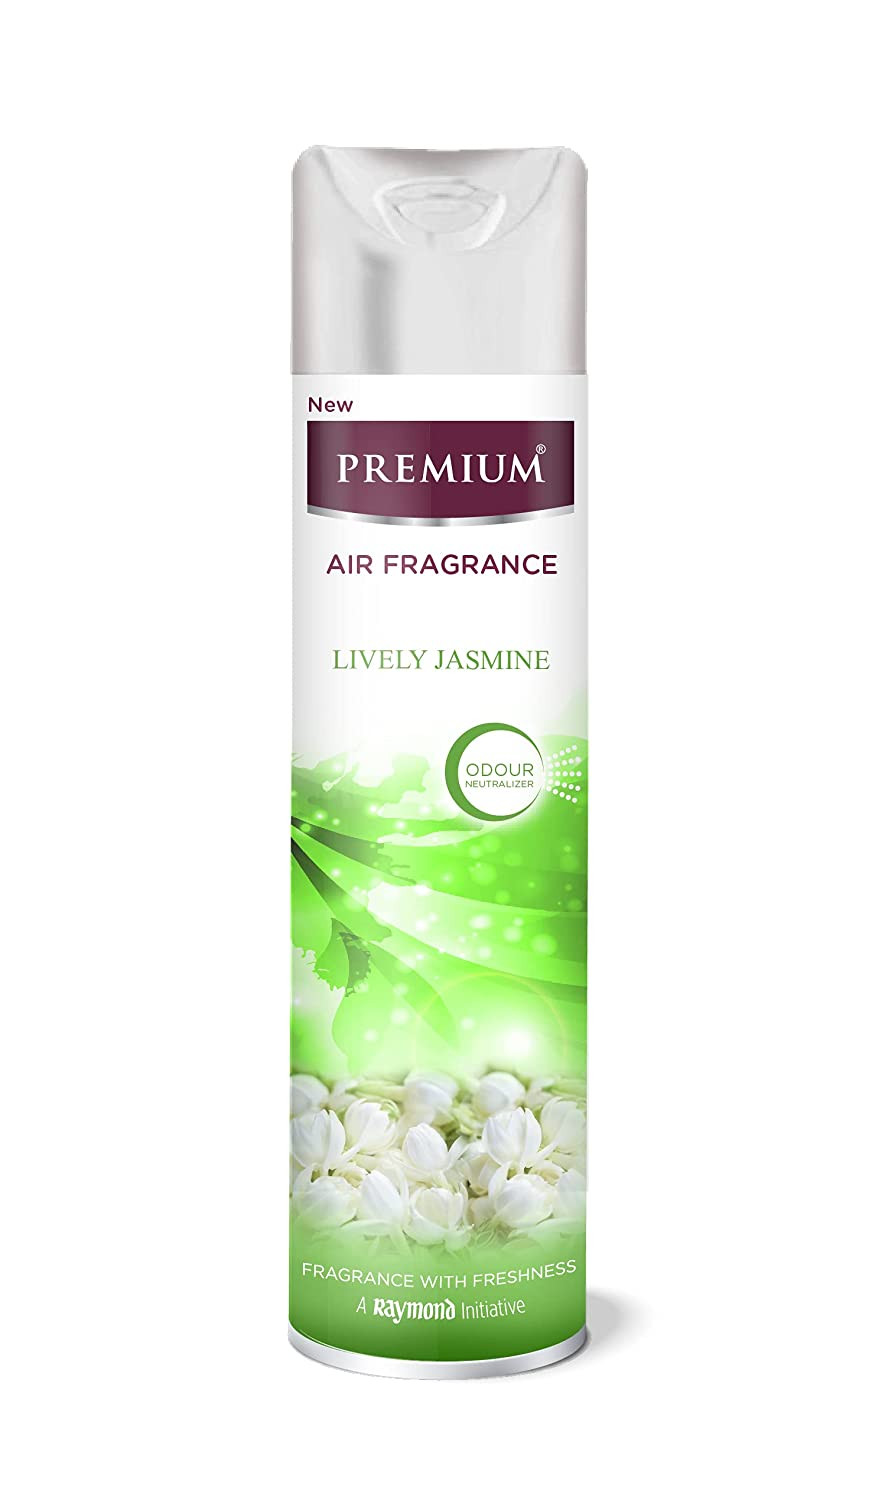 New
PREMIUM®
AIR FRAGRANCE
LIVELY JASMINE
ODOUR
NEUTRALIZER
FRAGRANCE WITH FRESHNESS
A Raymond Initiative